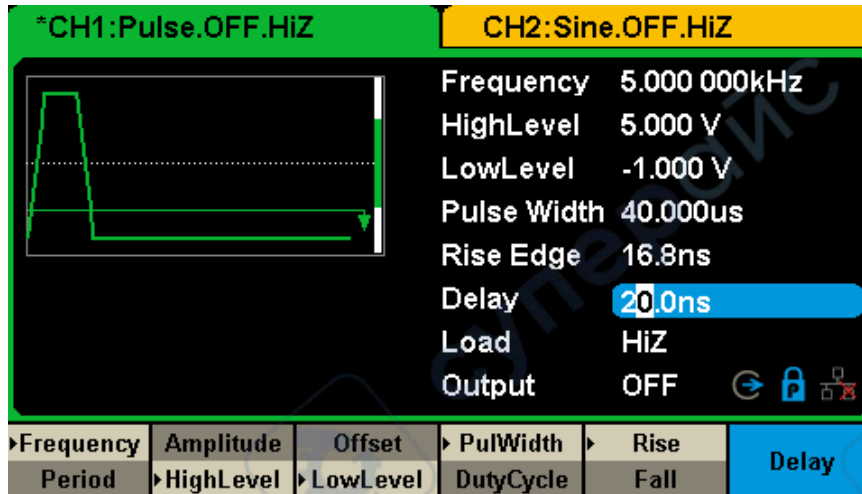 *CH1:Pulse.OFF.HiZ CH2:Sine.OFF.HiZ
Frequency 5.000 000kHz
HighLevel 5.000 V
LowLevel -1.000 V
Pulse Width 40.000us
Rise Edge 16.8ns
Delay 20.0ns
Load HiZ
Output OFF P
Frequency Amplitude Offset PulWidth Rise Delay
Period HighLevel LowLevel DutyCycle Fall
суперайс